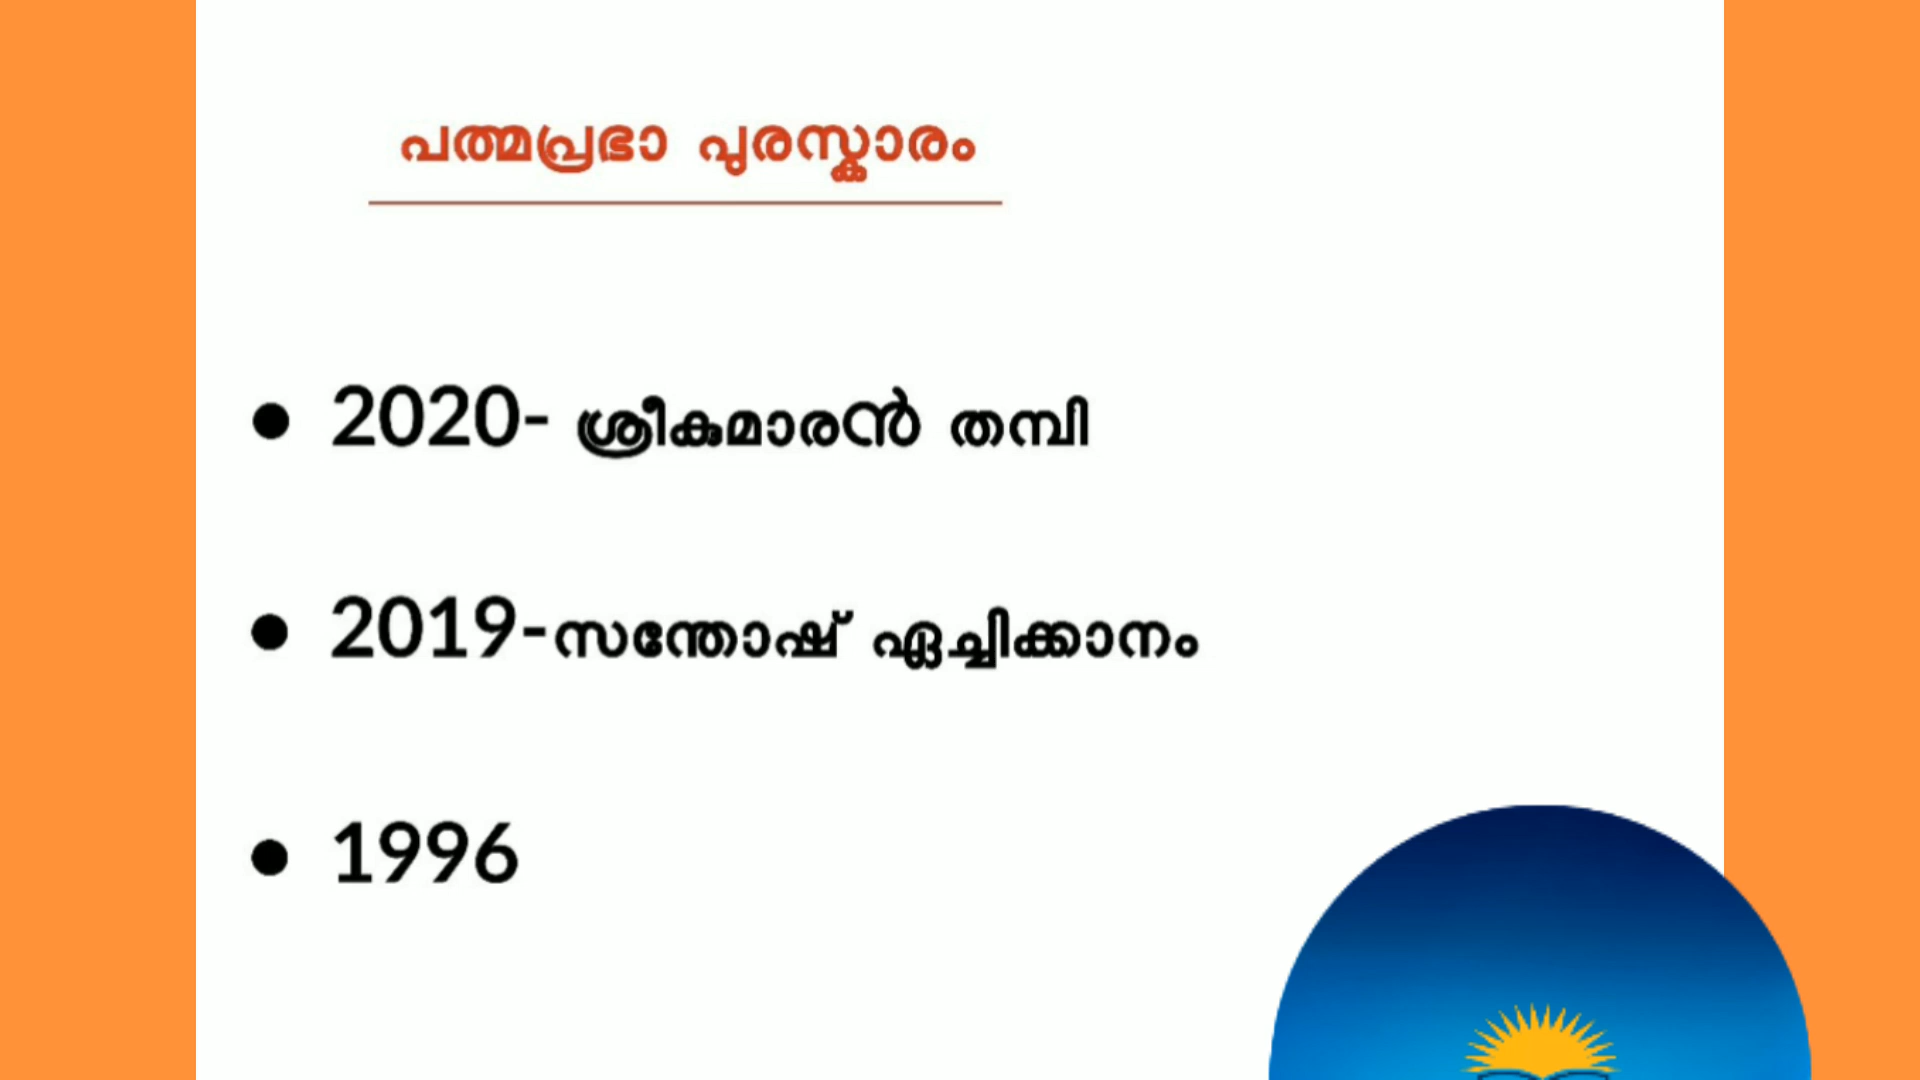 പത്മപ്രഭാ പുരസ്കാരം
● 2020- ശ്രീകുമാരൻ തമ്പി
● 2019-സന്തോഷ് ഏച്ചിക്കാനം
● 1996